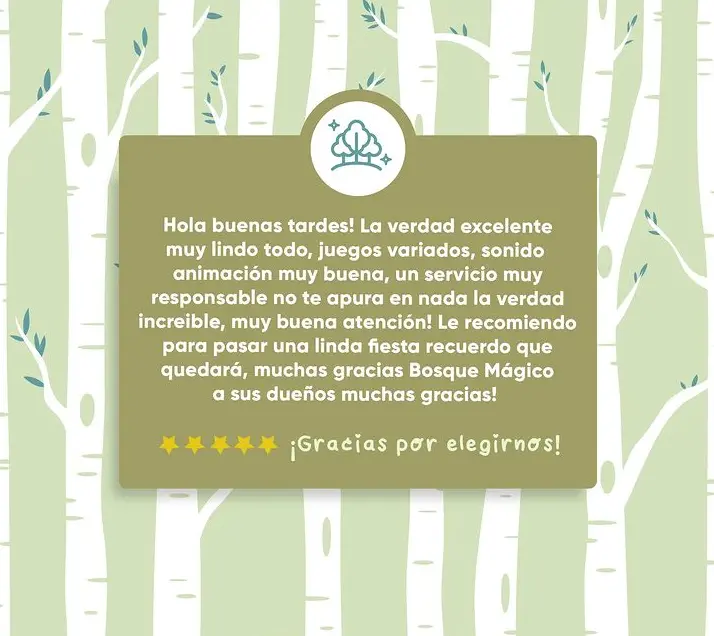 Hola buenas tardes! La verdad excelente
muy lindo todo, juegos variados, sonido
animación muy buena, un servicio muy
responsable no te apura en nada la verdad
increible, muy buena atención! Le recomiendo
para pasar una linda fiesta recuerdo que
quedará, muchas gracias Bosque Mágico
a sus dueños muchas gracias!
¡Gracias por elegirnos!